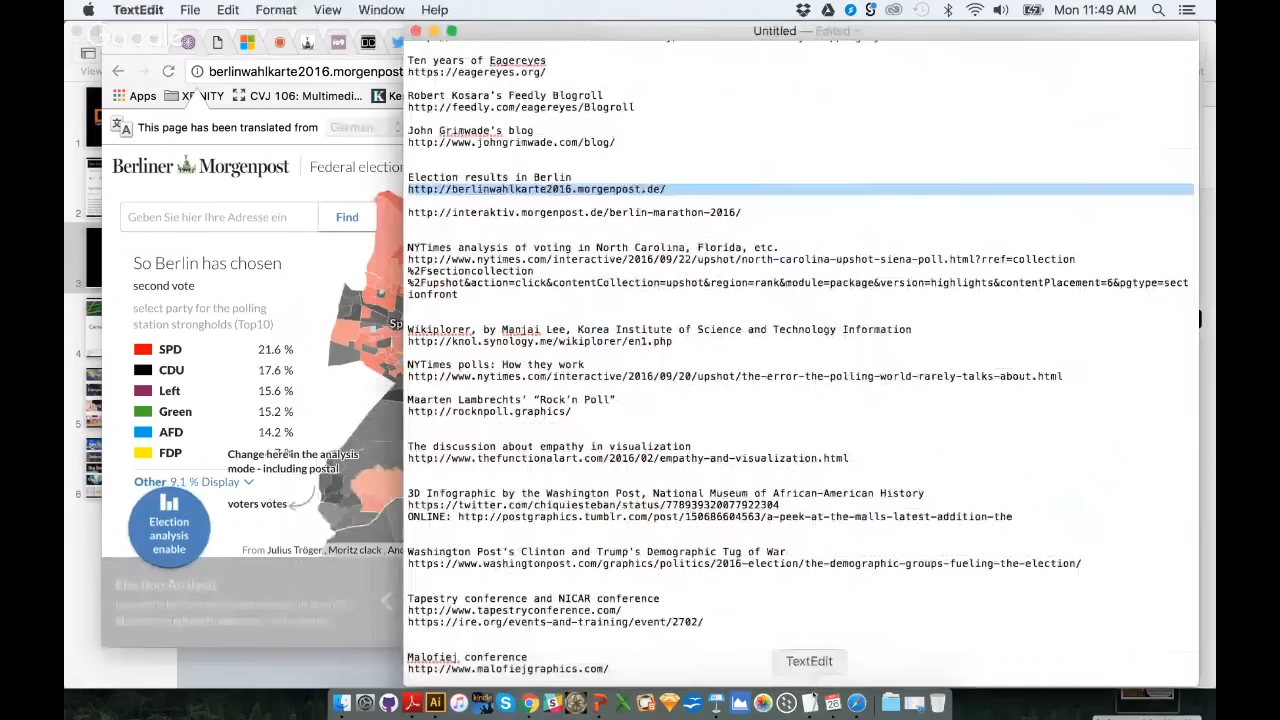 TextEdit File Edit Format View Window Help
Mon 11:49 AM
Untitled — Edited
View
berlinwahlkarte2016.morgenpost
Apps XFINITY CVJ 106: Multimedi... Ke
This page has been translated from German
Berliner Morgenpost Federal election
Geben Sie hier Ihre Adresse ein Find
So Berlin has chosen
second vote
select party for the polling
station strongholds (Top10)
SPD 21.6 %
CDU 17.6 %
Left 15.6 %
Green 15.2 %
AFD 14.2 %
FDP
Other 9.1 % Display
Change here in the analysis
mode - including postal
voters votes
Election
analysis
enable
From Julius Tröger, Moritz clack,
Election Analysis
1
2
3
4
5
6
Ten years of Eagereyes
https://eagereyes.org/
Robert Kosara's Feedly Blogroll
http://feedly.com/eagereyes/Blogroll
John Grimwade's blog
http://www.johngrimwade.com/blog/
Election results in Berlin
http://berlinwahlkarte2016.morgenpost.de/
http://interaktiv.morgenpost.de/berlin-marathon-2016/
NYTimes analysis of voting in North Carolina, Florida, etc.
http://www.nytimes.com/interactive/2016/09/22/upshot/north-carolina-upshot-siena-poll.html?rref=collection
%2Fsectioncollection
%2Fupshot&action=click&contentCollection=upshot&region=rank&module=package&version=highlights&contentPlacement=6&pgtype=sect
ionfront
Wikiplorer, by Maniai Lee, Korea Institute of Science and Technology Information
http://knol.synology.me/wikiplorer/en1.php
NYTimes polls: How they work
http://www.nytimes.com/interactive/2016/09/20/upshot/the-error-the-polling-world-rarely-talks-about.html
Maarten Lambrechts' “Rock'n Poll”
http://rocknpoll.graphics/
The discussion about empathy in visualization
http://www.thefunctionalart.com/2016/02/empathy-and-visualization.html
3D Infographic by the Washington Post, National Museum of African-American History
https://twitter.com/chiquiesteban/status/778939320077922304
ONLINE: http://postgraphics.tumblr.com/post/150686604563/a-peek-at-the-malls-latest-addition-the
Washington Post's Clinton and Trump's Demographic Tug of War
https://www.washingtonpost.com/graphics/politics/2016-election/the-demographic-groups-fueling-the-election/
Tapestry conference and NICAR conference
http://www.tapestryconference.com/
https://ire.org/events-and-training/event/2702/
Malofiej conference
http://www.malofiejgraphics.com/
TextEdit